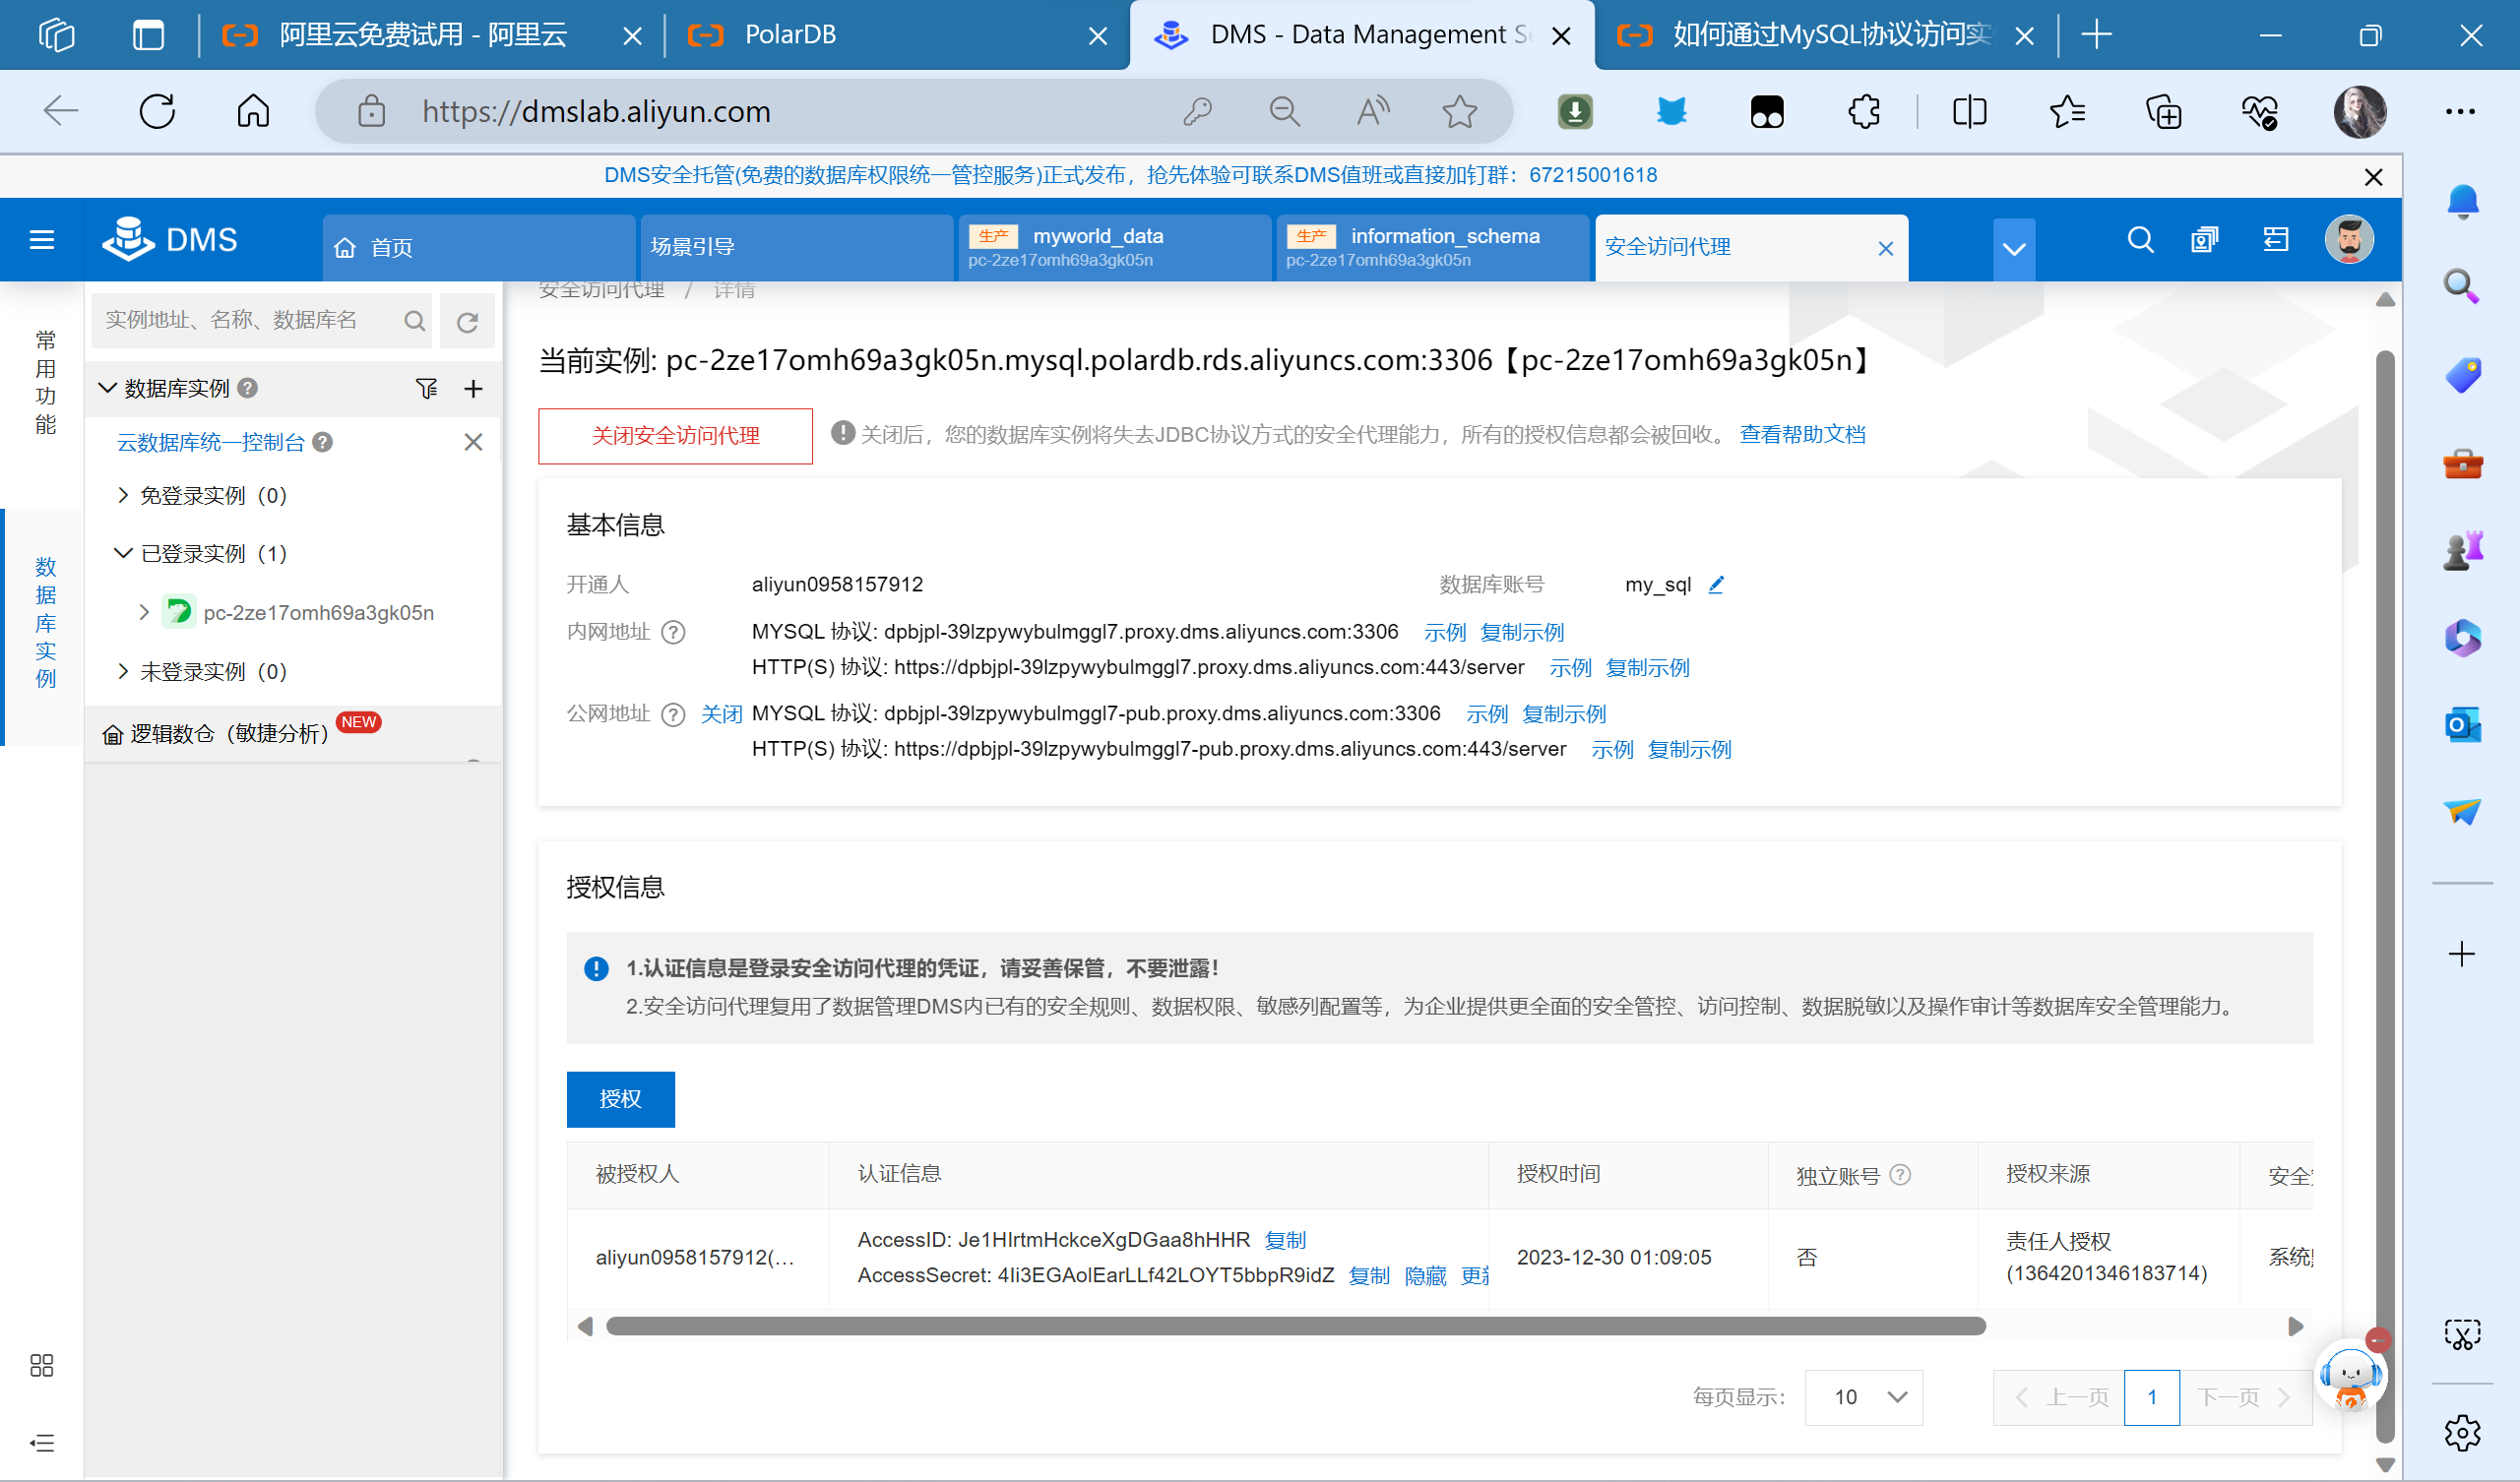 阿里云免费试用 - 阿里云
PolarDB
DMS - Data Management Se
如何通过MySQL协议访问实
https://dmslab.aliyun.com
DMS安全托管(免费的数据库权限统一管控服务)正式发布，抢先体验可联系DMS值班或直接加钉群：67215001618
DMS
首页
场景引导
生产 myworld_data
pc-2ze17omh69a3gk05n
生产 information_schema
pc-2ze17omh69a3gk05n
安全访问代理
常用功能
数据库实例
实例地址、名称、数据库名
数据库实例
云数据库统一控制台
免登录实例（0）
已登录实例（1）
pc-2ze17omh69a3gk05n
未登录实例（0）
逻辑数仓（敏捷分析） NEW
安全访问代理 / 详情
当前实例: pc-2ze17omh69a3gk05n.mysql.polardb.rds.aliyuncs.com:3306【pc-2ze17omh69a3gk05n】
关闭安全访问代理 关闭后，您的数据库实例将失去JDBC协议方式的安全代理能力，所有的授权信息都会被回收。 查看帮助文档
基本信息
开通人 aliyun0958157912 数据库账号 my_sql
内网地址 MYSQL 协议: dpbjpl-39lzpywybulmggl7.proxy.dms.aliyuncs.com:3306 示例 复制示例
HTTP(S) 协议: https://dpbjpl-39lzpywybulmggl7.proxy.dms.aliyuncs.com:443/server 示例 复制示例
公网地址 关闭 MYSQL 协议: dpbjpl-39lzpywybulmggl7-pub.proxy.dms.aliyuncs.com:3306 示例 复制示例
HTTP(S) 协议: https://dpbjpl-39lzpywybulmggl7-pub.proxy.dms.aliyuncs.com:443/server 示例 复制示例
授权信息
1.认证信息是登录安全访问代理的凭证，请妥善保管，不要泄露！
2.安全访问代理复用了数据管理DMS内已有的安全规则、数据权限、敏感列配置等，为企业提供更全面的安全管控、访问控制、数据脱敏以及操作审计等数据库安全管理能力。
授权
被授权人 认证信息 授权时间 独立账号 授权来源 安全
aliyun0958157912(... AccessID: Je1HIrtmHckceXgDGaa8hHHR 复制
AccessSecret: 4Ii3EGAolEarLLf42LOYT5bbpR9idZ 复制 隐藏 更新
2023-12-30 01:09:05 否 责任人授权
(1364201346183714) 系统
每页显示： 10 上一页 1 下一页